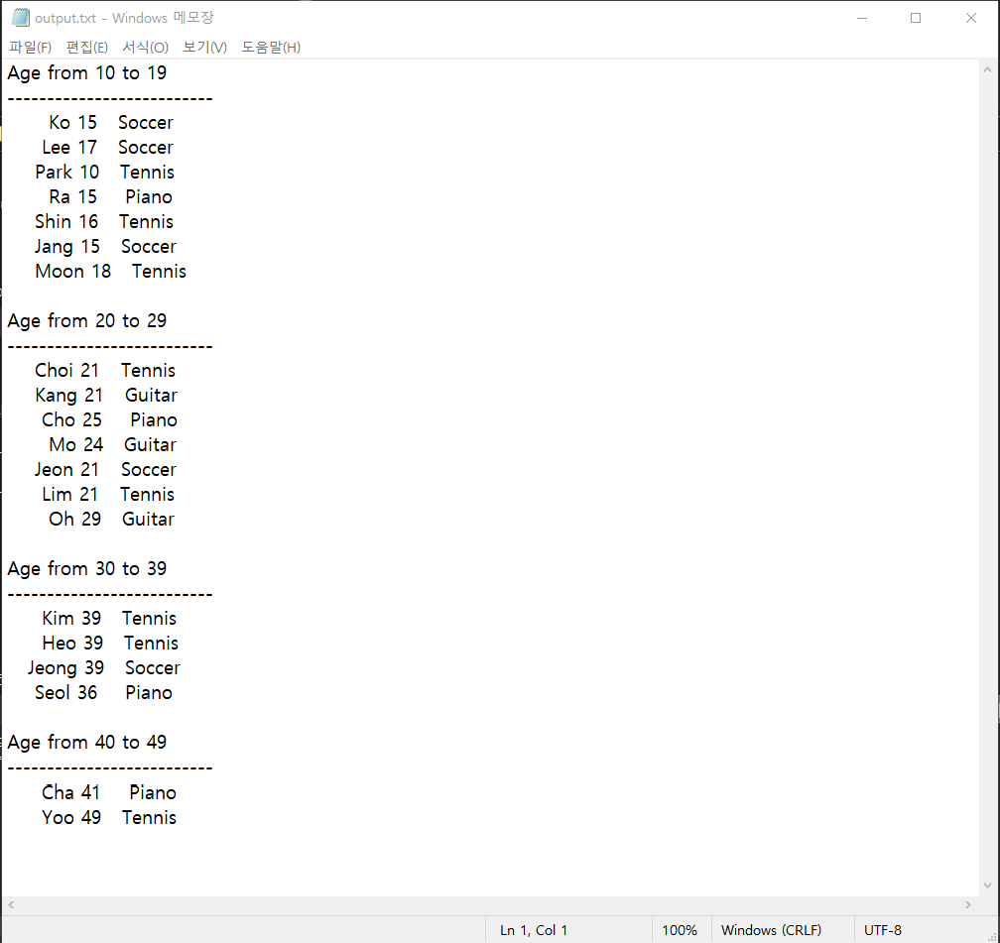 output.txt - Windows 메모장
파일(F) 편집(E) 서식(O) 보기(V) 도움말(H)
Age from 10 to 19
--------------------------
Ko 15 Soccer
Lee 17 Soccer
Park 10 Tennis
Ra 15 Piano
Shin 16 Tennis
Jang 15 Soccer
Moon 18 Tennis

Age from 20 to 29
--------------------------
Choi 21 Tennis
Kang 21 Guitar
Cho 25 Piano
Mo 24 Guitar
Jeon 21 Soccer
Lim 21 Tennis
Oh 29 Guitar

Age from 30 to 39
--------------------------
Kim 39 Tennis
Heo 39 Tennis
Jeong 39 Soccer
Seol 36 Piano

Age from 40 to 49
--------------------------
Cha 41 Piano
Yoo 49 Tennis
Ln 1, Col 1 100% Windows (CRLF) UTF-8